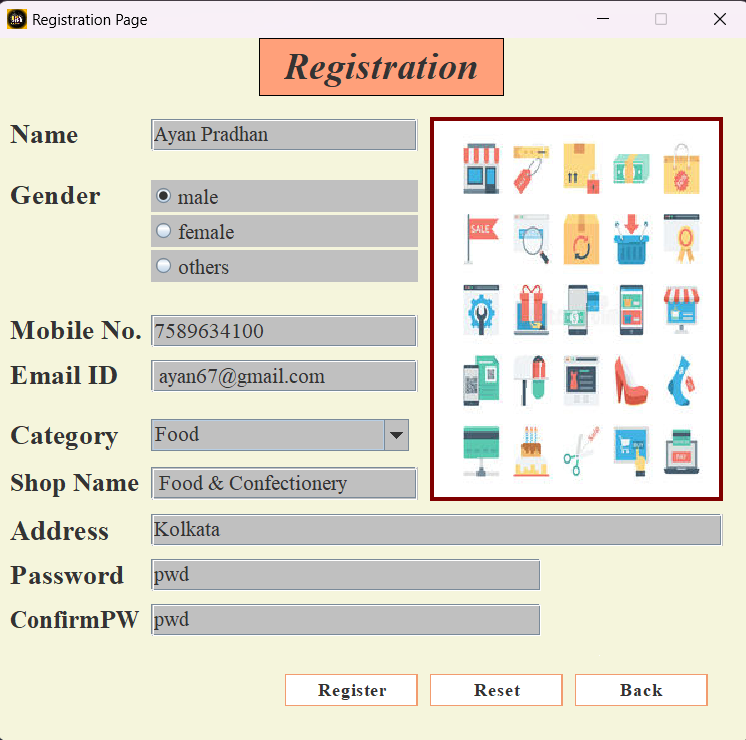 Registration Page
Registration
Name Ayan Pradhan
Gender male
female
others
Mobile No. 7589634100
Email ID ayan67@gmail.com
Category Food
Shop Name Food & Confectionery
Address Kolkata
Password pwd
ConfirmPW pwd
SALE
PAY
Register Reset Back